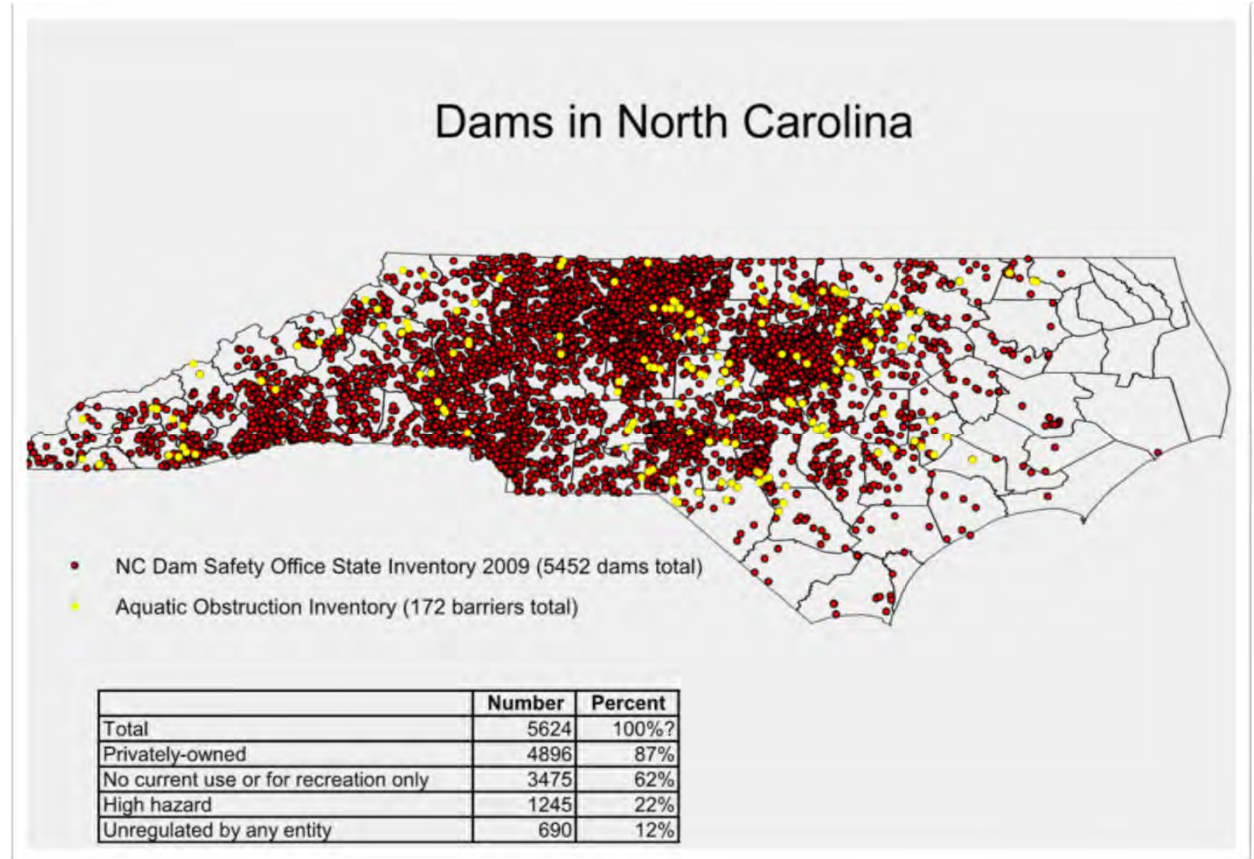 Dams in North Carolina
NC Dam Safety Office State Inventory 2009 (5452 dams total)
Aquatic Obstruction Inventory (172 barriers total)
Number Percent
Total 5624 100%?
Privately-owned 4896 87%
No current use or for recreation only 3475 62%
High hazard 1245 22%
Unregulated by any entity 690 12%